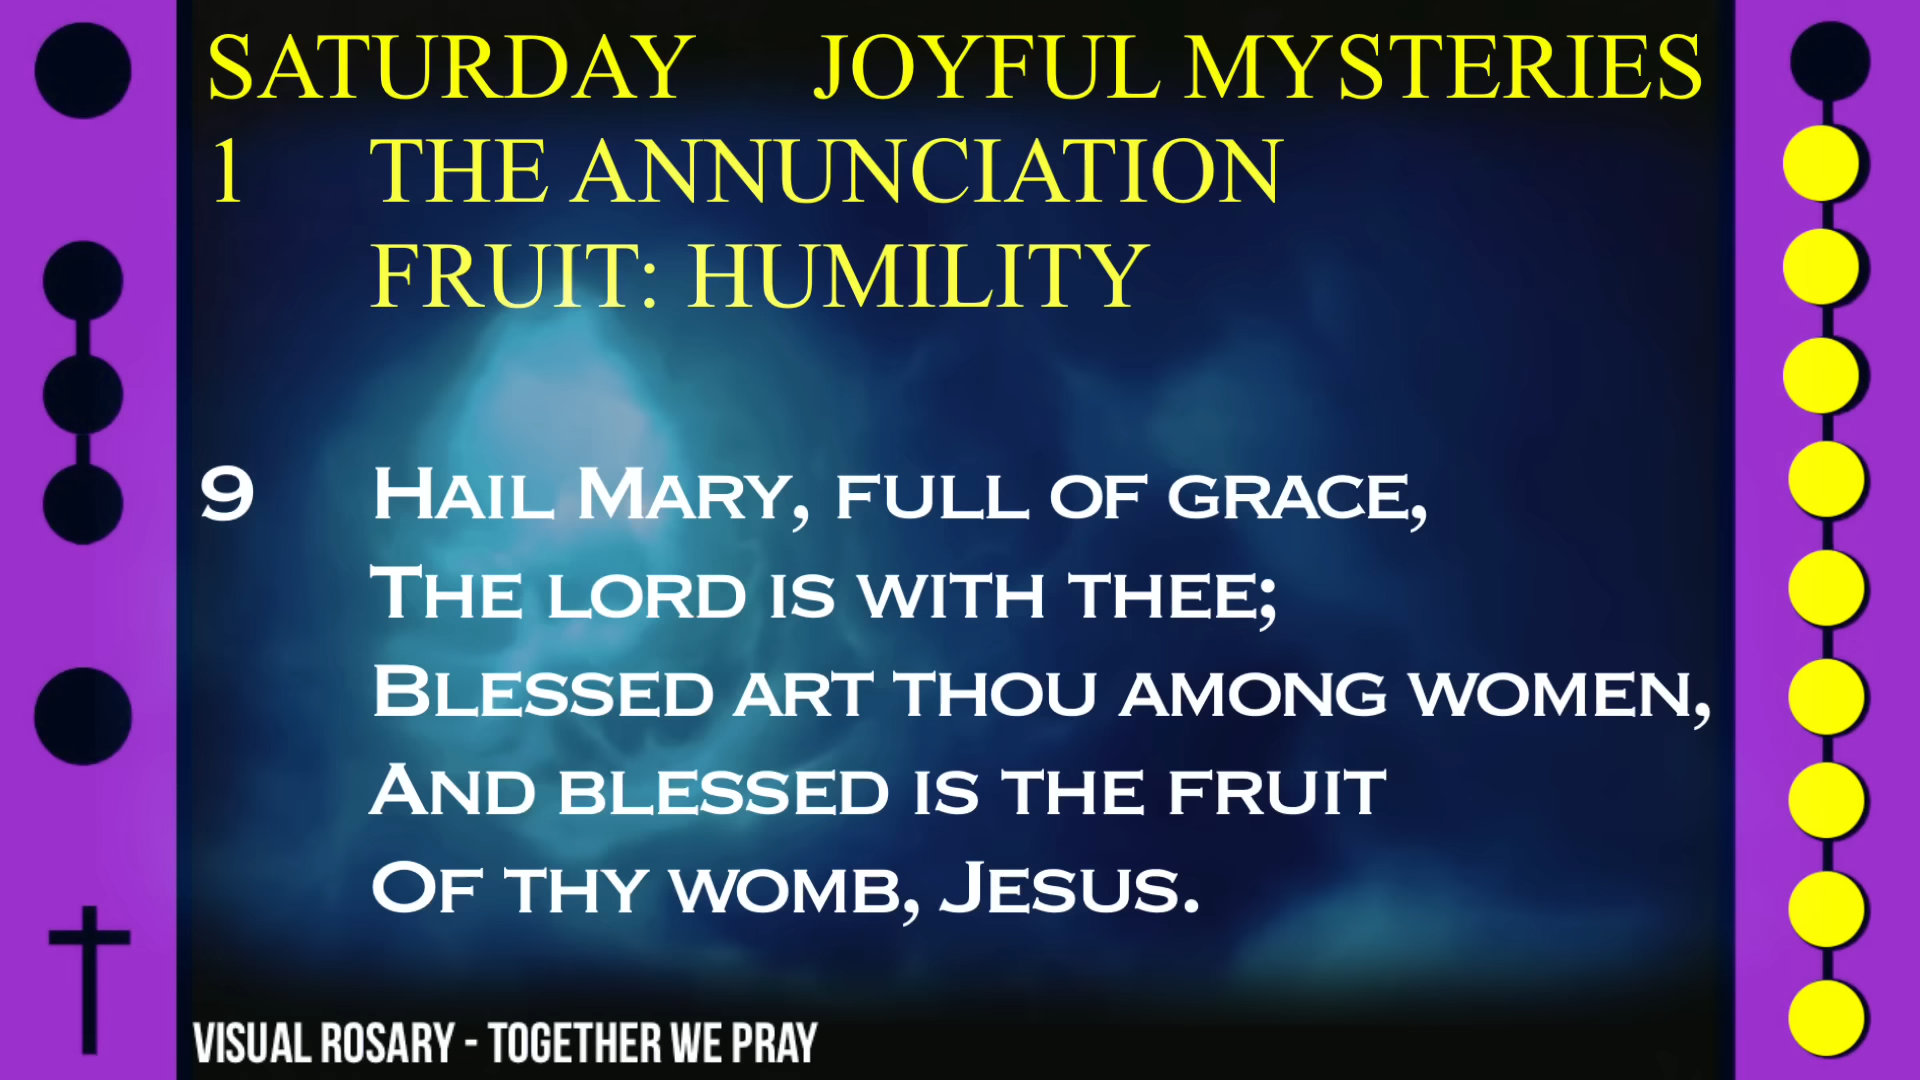 SATURDAY JOYFUL MYSTERIES
1 THE ANNUNCIATION
FRUIT: HUMILITY
9 HAIL MARY, FULL OF GRACE,
THE LORD IS WITH THEE;
BLESSED ART THOU AMONG WOMEN,
AND BLESSED IS THE FRUIT
OF THY WOMB, JESUS.
VISUAL ROSARY - TOGETHER WE PRAY